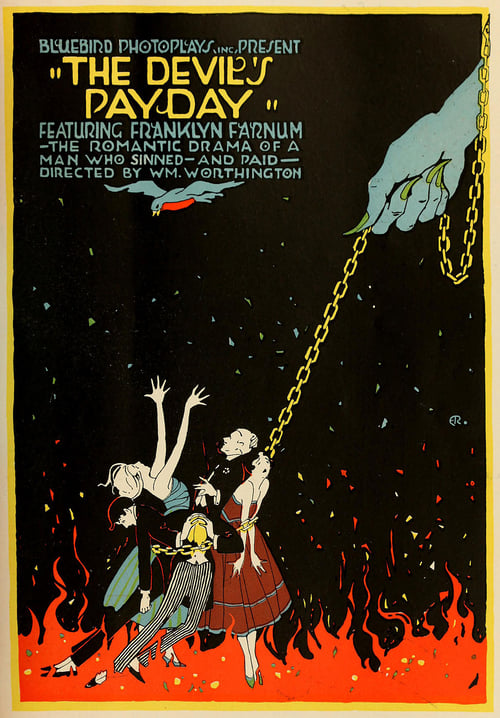 BLUEBIRD PHOTOPLAYS, INC., PRESENT
"THE DEVIL'S
PAYDAY"
FEATURING FRANKLYN FARNUM
—THE ROMANTIC DRAMA OF A
MAN WHO SINNED—AND PAID—
DIRECTED BY WM. WORTHINGTON
ER.